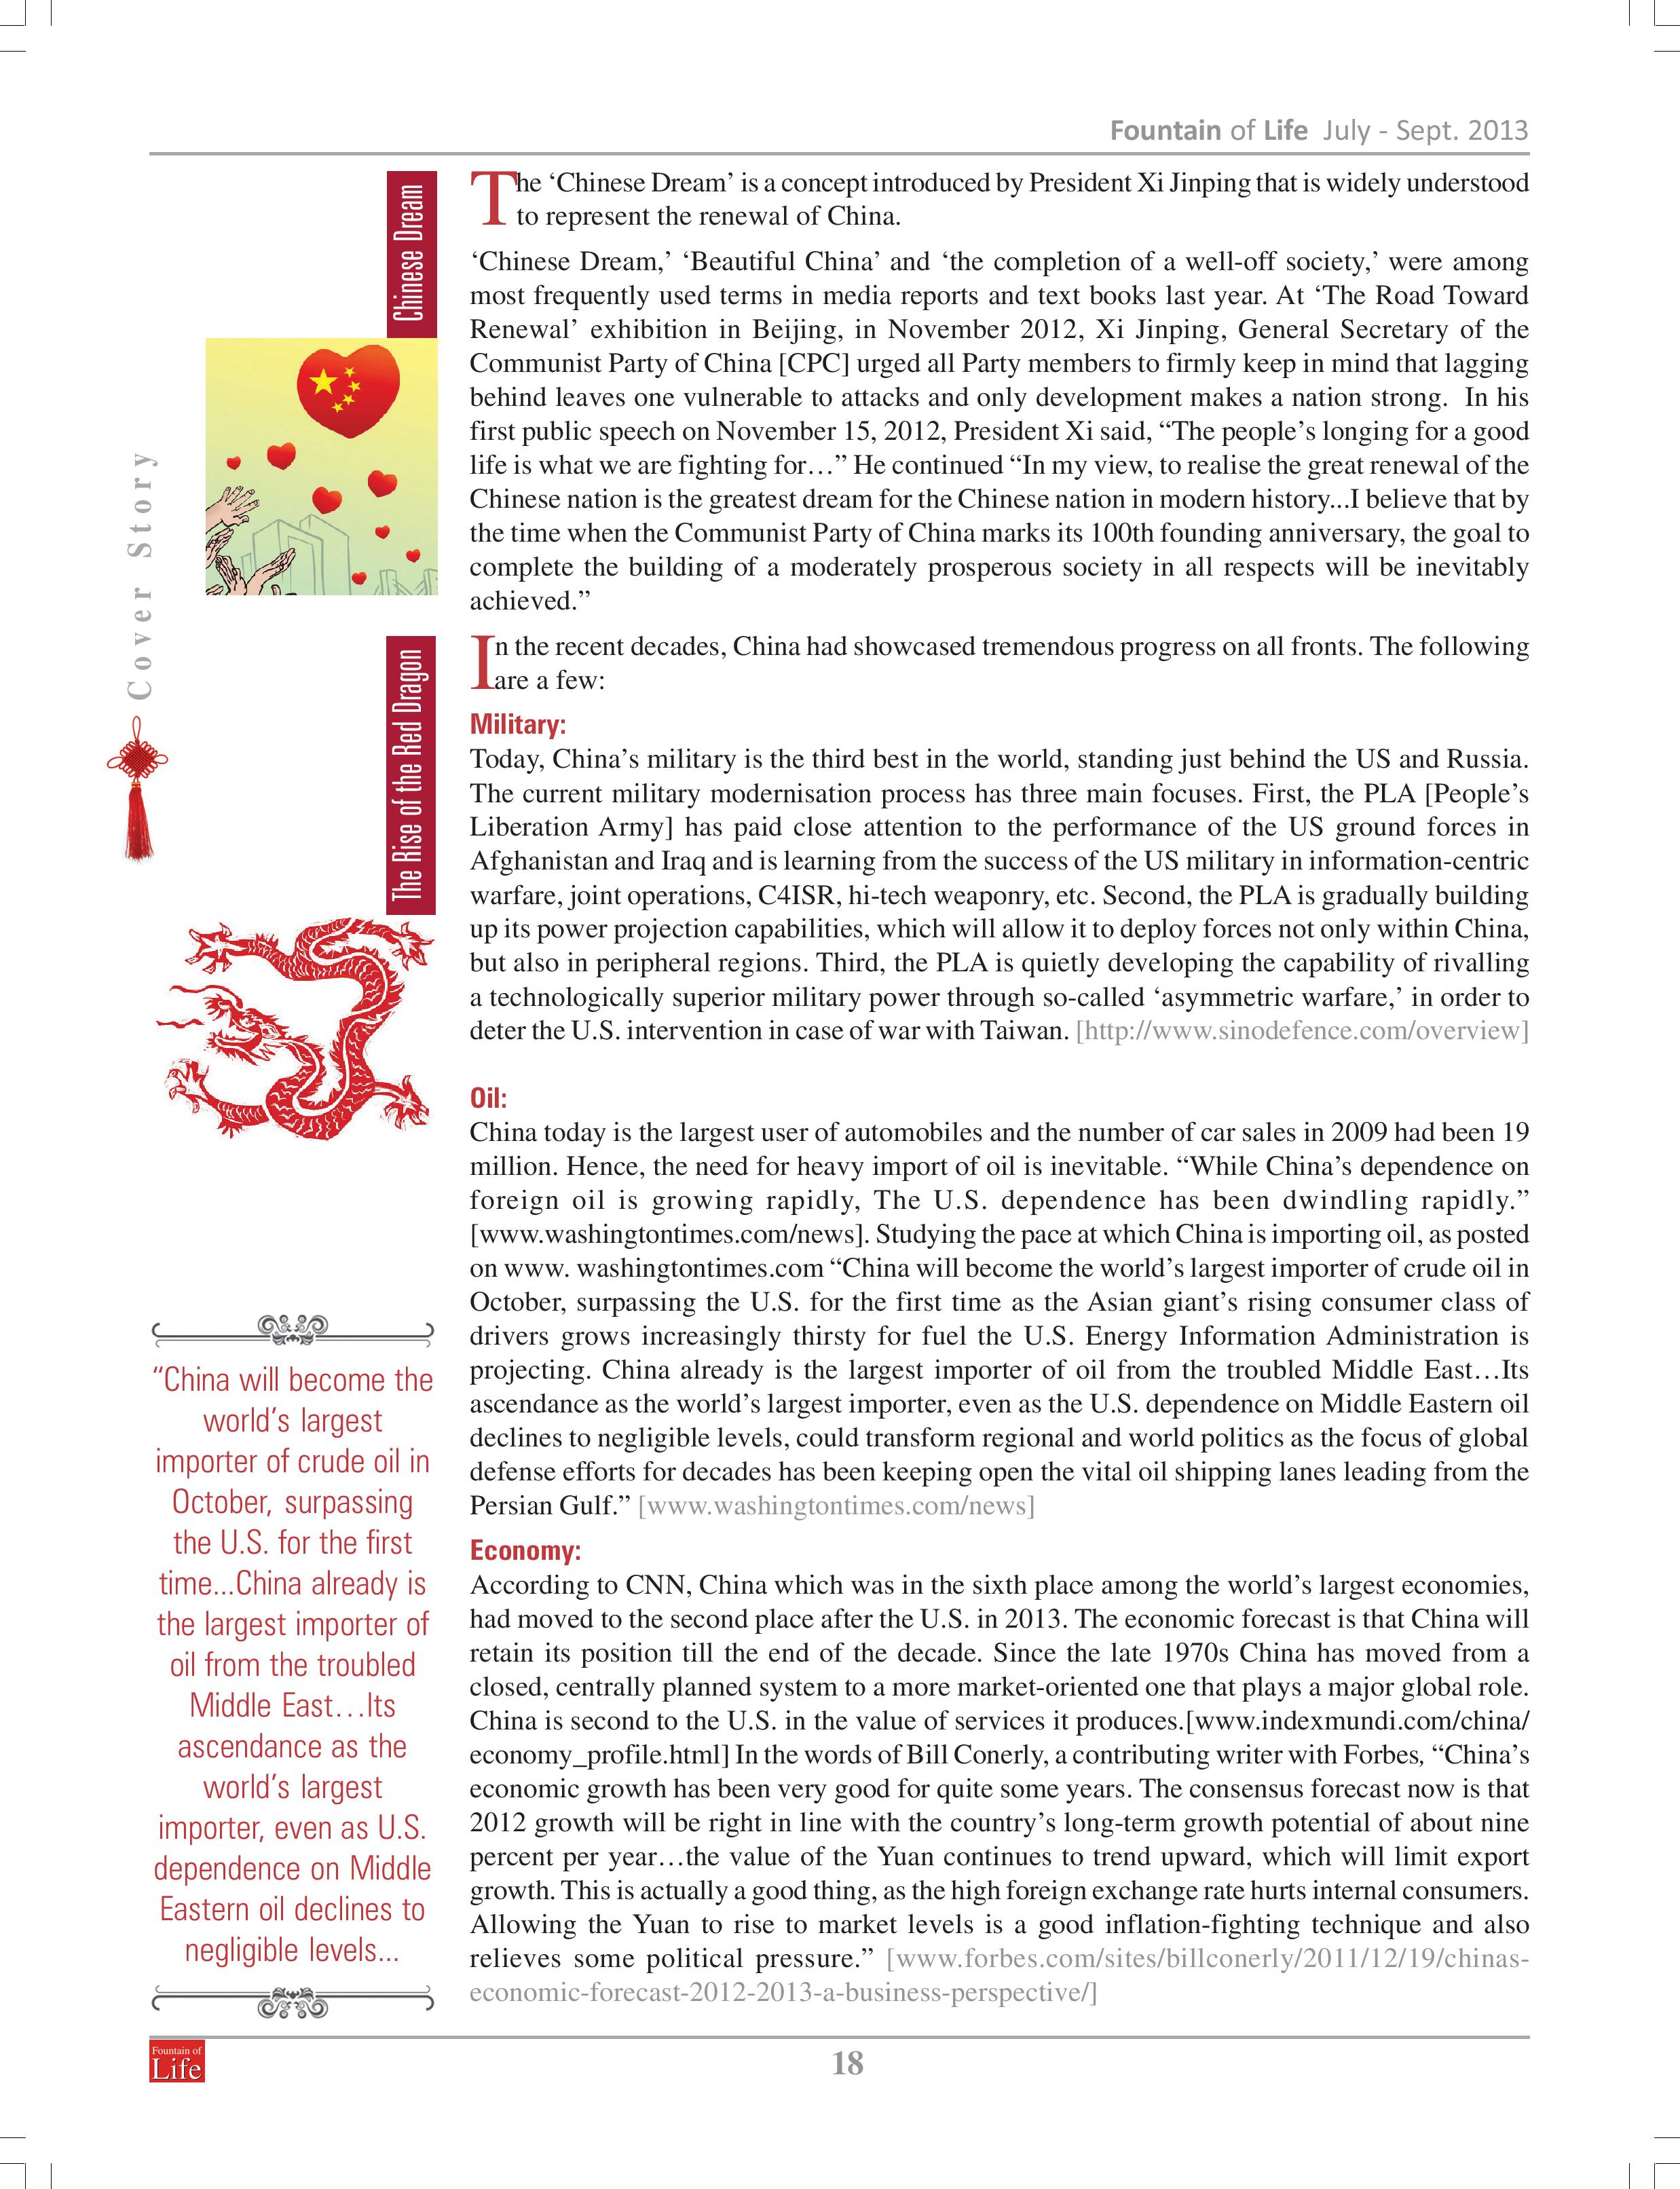 Fountain of Life July - Sept. 2013
Cover Story
Chinese Dream
The ‘Chinese Dream’ is a concept introduced by President Xi Jinping that is widely understood
to represent the renewal of China.
‘Chinese Dream,’ ‘Beautiful China’ and ‘the completion of a well-off society,’ were among
most frequently used terms in media reports and text books last year. At ‘The Road Toward
Renewal’ exhibition in Beijing, in November 2012, Xi Jinping, General Secretary of the
Communist Party of China [CPC] urged all Party members to firmly keep in mind that lagging
behind leaves one vulnerable to attacks and only development makes a nation strong. In his
first public speech on November 15, 2012, President Xi said, “The people’s longing for a good
life is what we are fighting for…” He continued “In my view, to realise the great renewal of the
Chinese nation is the greatest dream for the Chinese nation in modern history...I believe that by
the time when the Communist Party of China marks its 100th founding anniversary, the goal to
complete the building of a moderately prosperous society in all respects will be inevitably
achieved.”
The Rise of the Red Dragon
In the recent decades, China had showcased tremendous progress on all fronts. The following
are a few:
Military:
Today, China’s military is the third best in the world, standing just behind the US and Russia.
The current military modernisation process has three main focuses. First, the PLA [People’s
Liberation Army] has paid close attention to the performance of the US ground forces in
Afghanistan and Iraq and is learning from the success of the US military in information-centric
warfare, joint operations, C4ISR, hi-tech weaponry, etc. Second, the PLA is gradually building
up its power projection capabilities, which will allow it to deploy forces not only within China,
but also in peripheral regions. Third, the PLA is quietly developing the capability of rivalling
a technologically superior military power through so-called ‘asymmetric warfare,’ in order to
deter the U.S. intervention in case of war with Taiwan. [http://www.sinodefence.com/overview]
Oil:
China today is the largest user of automobiles and the number of car sales in 2009 had been 19
million. Hence, the need for heavy import of oil is inevitable. “While China’s dependence on
foreign oil is growing rapidly, The U.S. dependence has been dwindling rapidly.”
[www.washingtontimes.com/news]. Studying the pace at which China is importing oil, as posted
on www. washingtontimes.com “China will become the world’s largest importer of crude oil in
October, surpassing the U.S. for the first time as the Asian giant’s rising consumer class of
drivers grows increasingly thirsty for fuel the U.S. Energy Information Administration is
projecting. China already is the largest importer of oil from the troubled Middle East…Its
ascendance as the world’s largest importer, even as the U.S. dependence on Middle Eastern oil
declines to negligible levels, could transform regional and world politics as the focus of global
defense efforts for decades has been keeping open the vital oil shipping lanes leading from the
Persian Gulf.” [www.washingtontimes.com/news]
Economy:
According to CNN, China which was in the sixth place among the world’s largest economies,
had moved to the second place after the U.S. in 2013. The economic forecast is that China will
retain its position till the end of the decade. Since the late 1970s China has moved from a
closed, centrally planned system to a more market-oriented one that plays a major global role.
China is second to the U.S. in the value of services it produces.[www.indexmundi.com/china/
economy_profile.html] In the words of Bill Conerly, a contributing writer with Forbes, “China’s
economic growth has been very good for quite some years. The consensus forecast now is that
2012 growth will be right in line with the country’s long-term growth potential of about nine
percent per year…the value of the Yuan continues to trend upward, which will limit export
growth. This is actually a good thing, as the high foreign exchange rate hurts internal consumers.
Allowing the Yuan to rise to market levels is a good inflation-fighting technique and also
relieves some political pressure.” [www.forbes.com/sites/billconerly/2011/12/19/chinas-
economic-forecast-2012-2013-a-business-perspective/]
“China will become the
world’s largest
importer of crude oil in
October, surpassing
the U.S. for the first
time...China already is
the largest importer of
oil from the troubled
Middle East…Its
ascendance as the
world’s largest
importer, even as U.S.
dependence on Middle
Eastern oil declines to
negligible levels...
Fountain of
Life
18